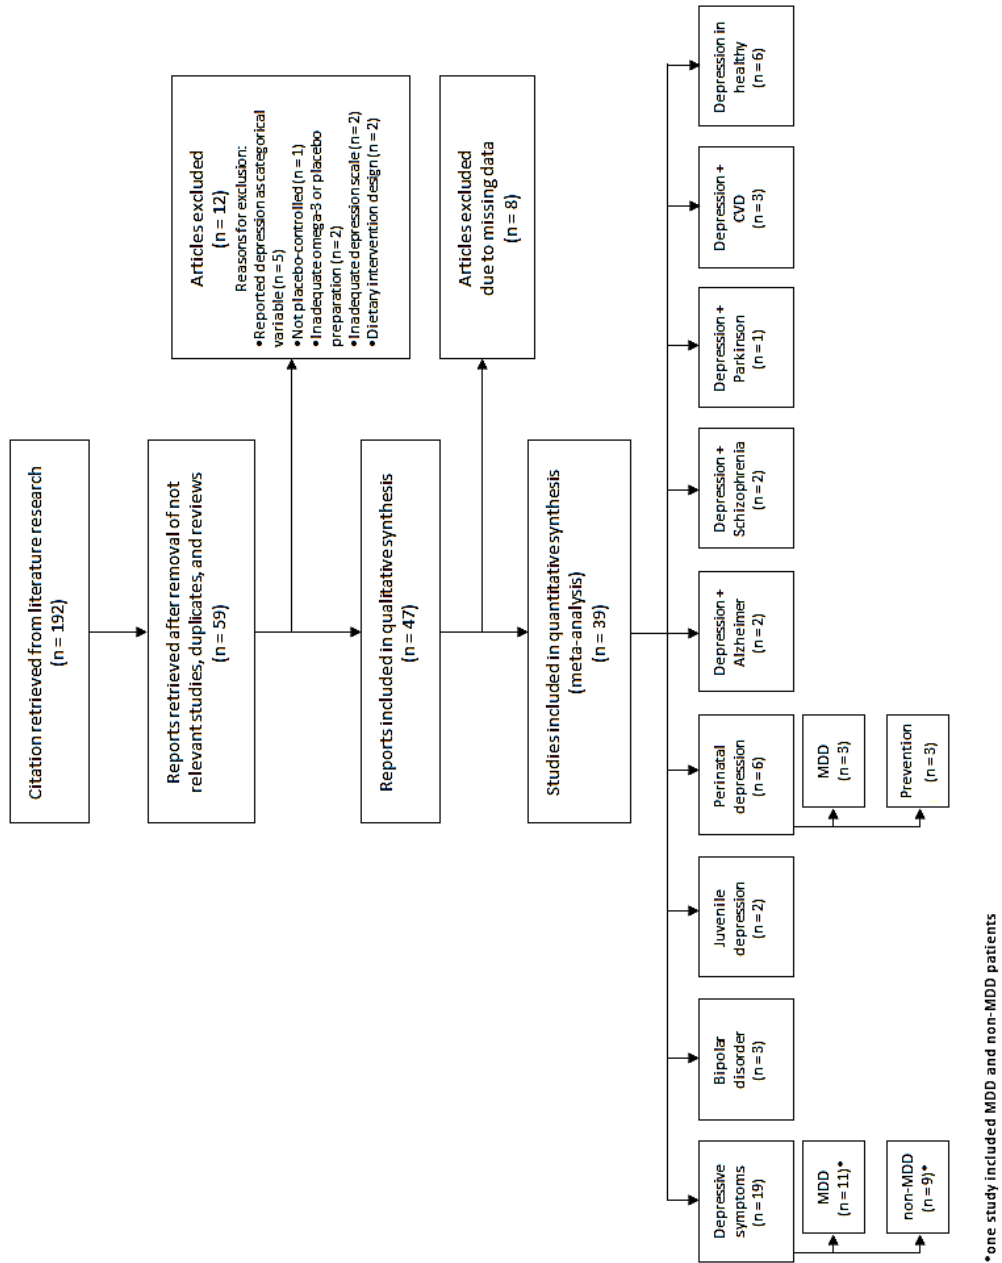 Citation retrieved from literature research
(n = 192)
Reports retrieved after removal of not
relevant studies, duplicates, and reviews
(n = 59)
Articles excluded
(n = 12)
Reasons for exclusion:
•Reported depression as categorical
variable (n = 5)
•Not placebo-controlled (n = 1)
•Inadequate omega-3 or placebo
preparation (n = 2)
•Inadequate depression scale (n = 2)
•Dietary intervention design (n = 2)
Reports included in qualitative synthesis
(n = 47)
Articles excluded
due to missing data
(n = 8)
Studies included in quantitative synthesis
(meta-analysis)
(n = 39)
Depressive
symptoms
(n = 19)
MDD
(n = 11)*
non-MDD
(n = 9)*
Bipolar
disorder
(n = 3)
Juvenile
depression
(n = 2)
Perinatal
depression
(n = 6)
MDD
(n = 3)
Prevention
(n = 3)
Depression +
Alzheimer
(n = 2)
Depression +
Schizophrenia
(n = 2)
Depression +
Parkinson
(n = 1)
Depression +
CVD
(n = 3)
Depression in
healthy
(n = 6)
*one study included MDD and non-MDD patients